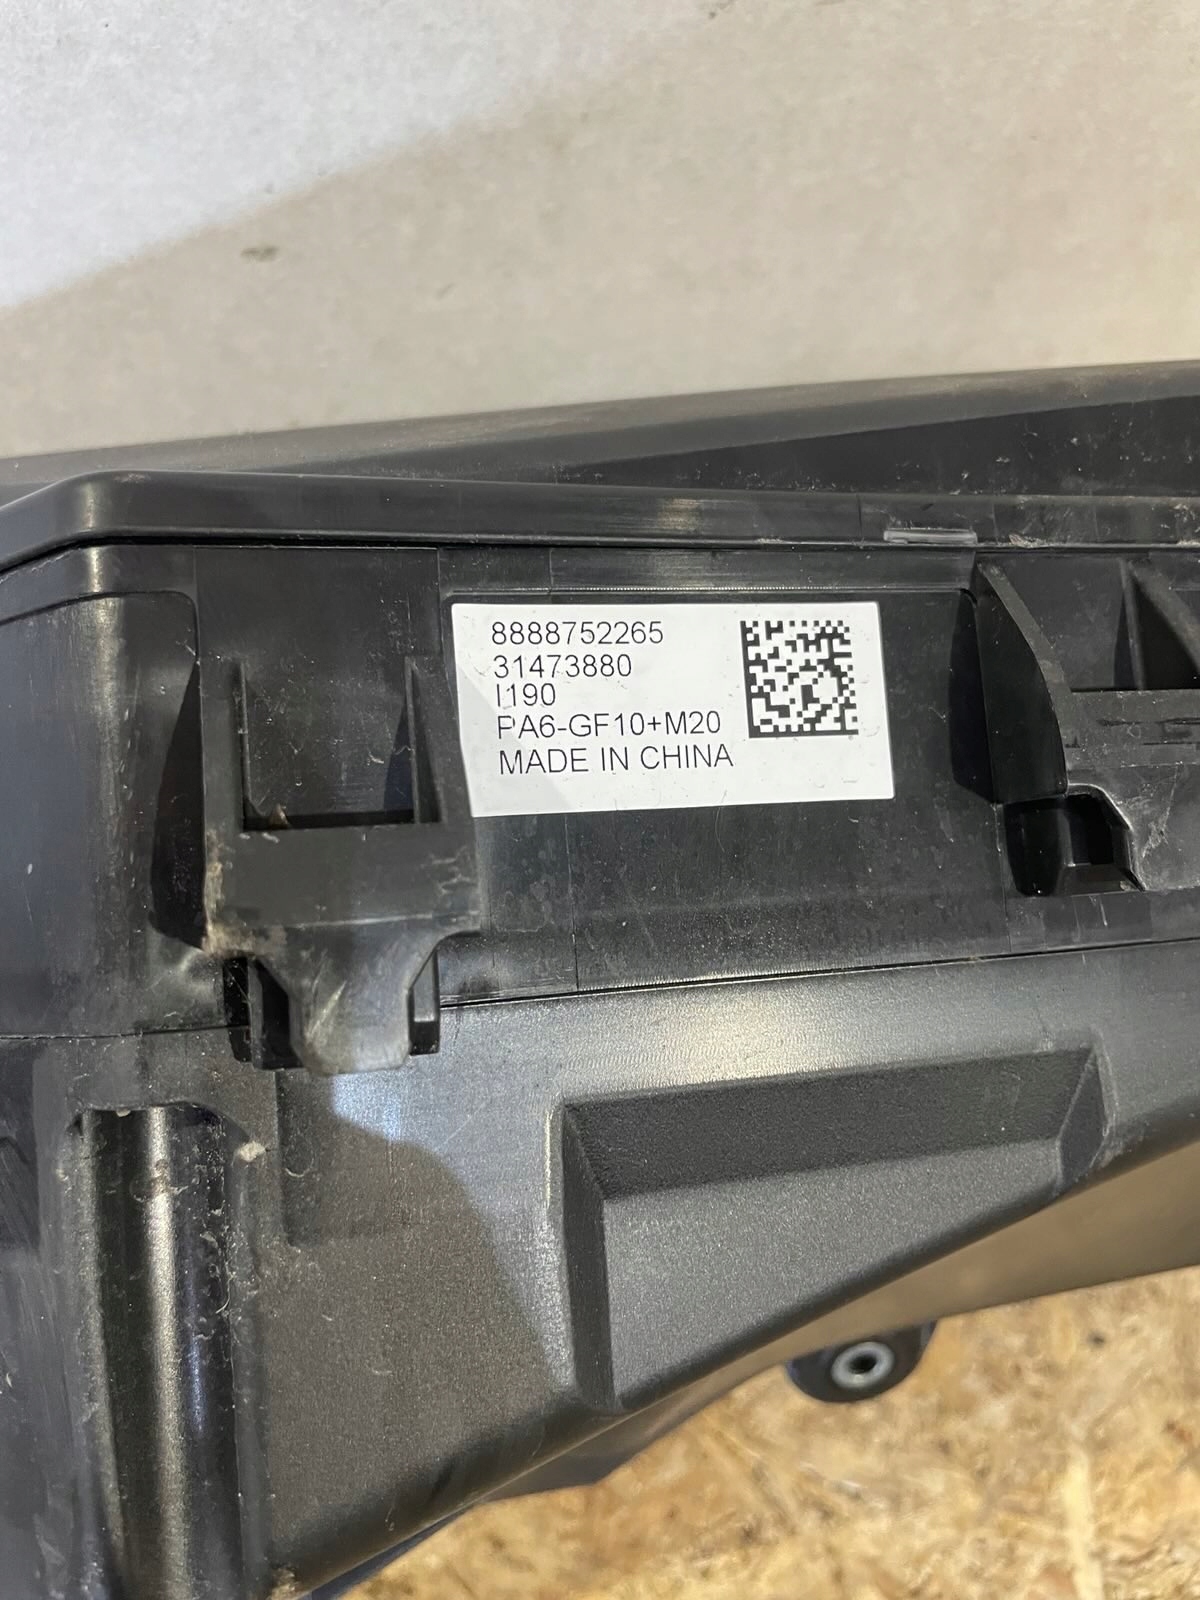 8888752265
31473880
I190
PA6-GF10+M20
MADE IN CHINA